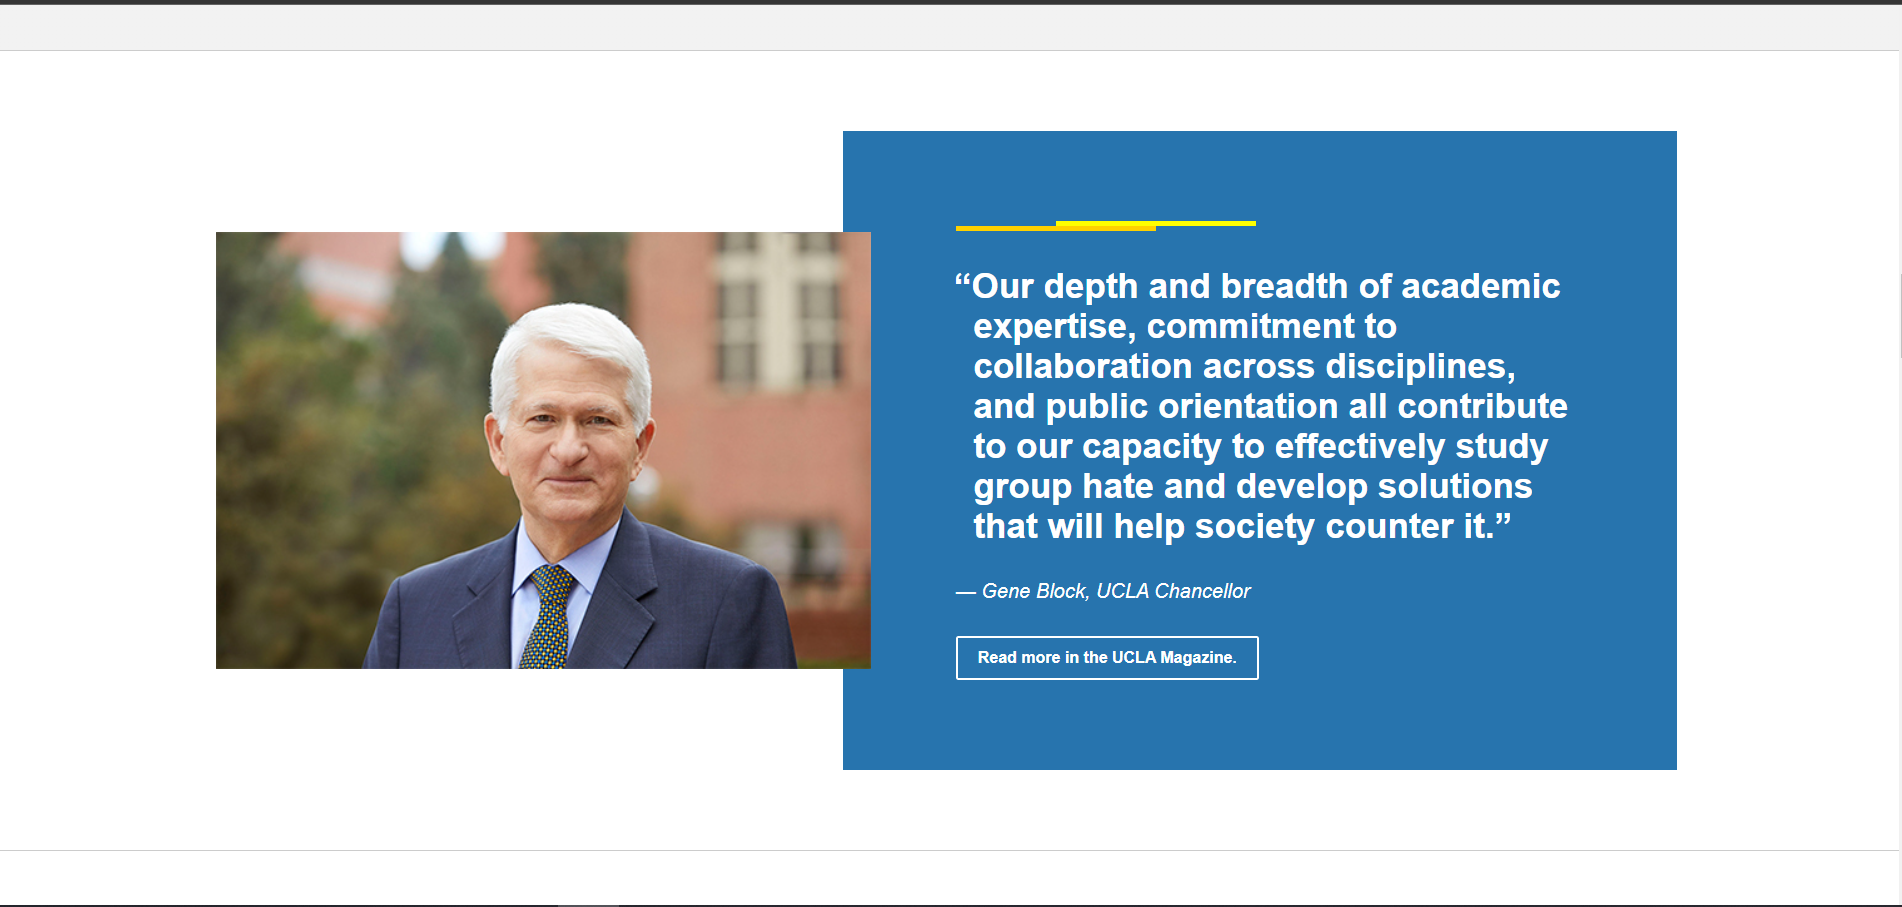 “Our depth and breadth of academic
expertise, commitment to
collaboration across disciplines,
and public orientation all contribute
to our capacity to effectively study
group hate and develop solutions
that will help society counter it.”
— Gene Block, UCLA Chancellor
Read more in the UCLA Magazine.